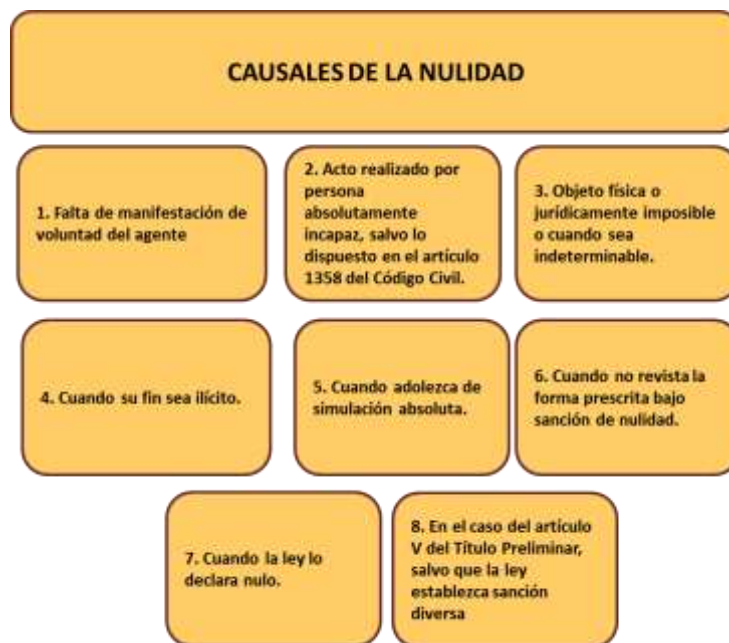 CAUSALES DE LA NULIDAD
1. Falta de manifestación de
voluntad del agente
2. Acto realizado por
persona
absolutamente
incapaz, salvo lo
dispuesto en el artículo
1358 del Código Civil.
3. Objeto física o
jurídicamente imposible
o cuando sea
indeterminable.
4. Cuando su fin sea ilícito.
5. Cuando adolezca de
simulación absoluta.
6. Cuando no revista la
forma prescrita bajo
sanción de nulidad.
7. Cuando la ley lo
declara nulo.
8. En el caso del artículo
V del Título Preliminar,
salvo que la ley
establezca sanción
diversa